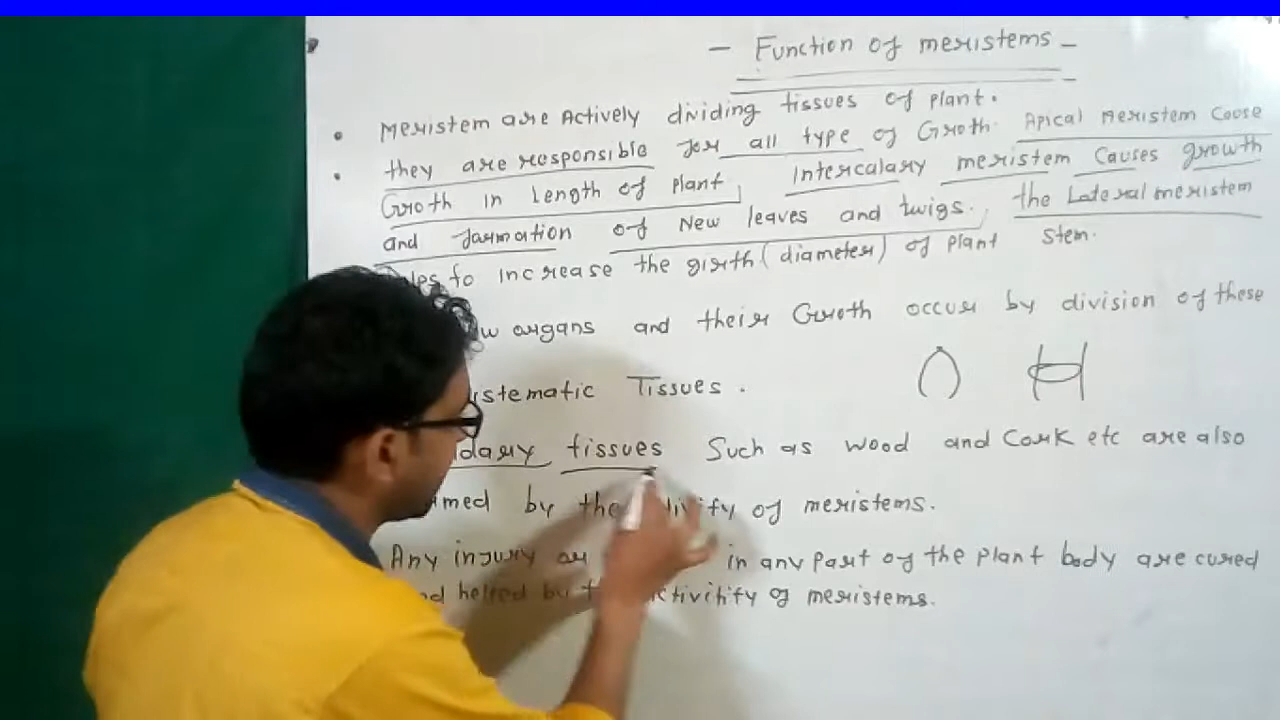 - Function of meristems -
• Meristem are Actively dividing tissues of plant.
• they are responsible for all type of Groth. Apical Meristem Coose
Groth in Length of plant, Intercalary meristem Causes growth
and formation of New leaves and twigs, the Lateral meristem
to increase the girth (diameter) of plant stem.
organs and their Groth occur by division of these
Tissues.
tissues Such as wood and Cork etc are also
by the of meristems.
Any injury in any Part of the plant body are cured
by of meristems.